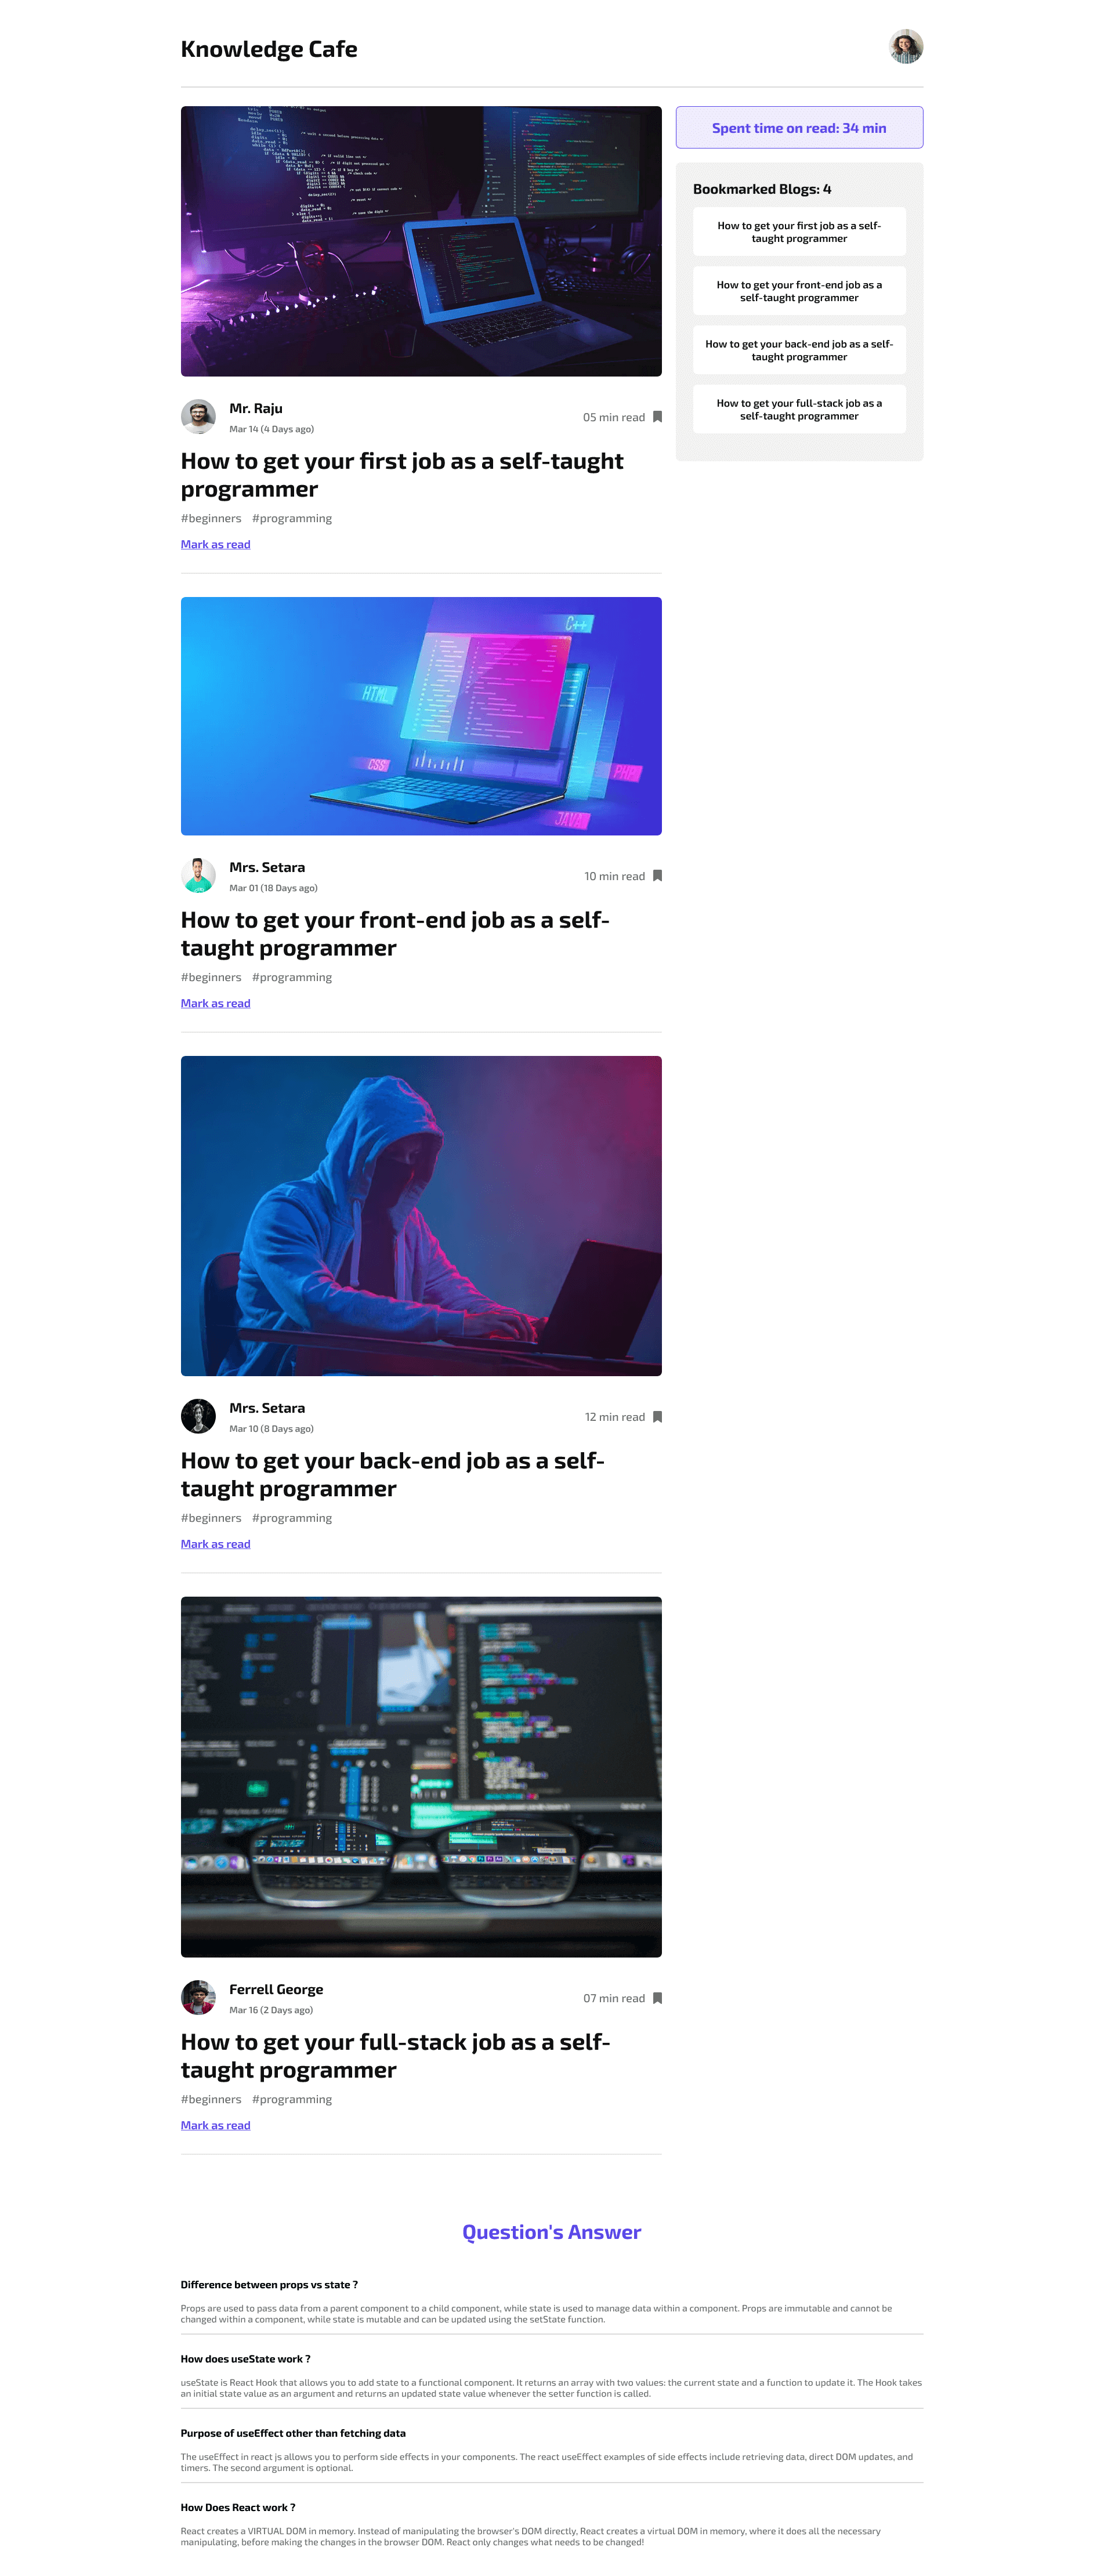 Knowledge Cafe
Spent time on read: 34 min
Bookmarked Blogs: 4
How to get your first job as a self-
taught programmer
How to get your front-end job as a
self-taught programmer
How to get your back-end job as a self-
taught programmer
How to get your full-stack job as a
self-taught programmer
Mr. Raju
Mar 14 (4 Days ago)
05 min read
How to get your first job as a self-taught
programmer
#beginners #programming
Mark as read
C++
HTML
CSS
PHP
JAVA
Mrs. Setara
Mar 01 (18 Days ago)
10 min read
How to get your front-end job as a self-
taught programmer
#beginners #programming
Mark as read
Mrs. Setara
Mar 10 (8 Days ago)
12 min read
How to get your back-end job as a self-
taught programmer
#beginners #programming
Mark as read
Ferrell George
Mar 16 (2 Days ago)
07 min read
How to get your full-stack job as a self-
taught programmer
#beginners #programming
Mark as read
Question's Answer
Difference between props vs state ?
Props are used to pass data from a parent component to a child component, while state is used to manage data within a component. Props are immutable and cannot be
changed within a component, while state is mutable and can be updated using the setState function.
How does useState work ?
useState is React Hook that allows you to add state to a functional component. It returns an array with two values: the current state and a function to update it. The Hook takes
an initial state value as an argument and returns an updated state value whenever the setter function is called.
Purpose of useEffect other than fetching data
The useEffect in react js allows you to perform side effects in your components. The react useEffect examples of side effects include retrieving data, direct DOM updates, and
timers. The second argument is optional.
How Does React work ?
React creates a VIRTUAL DOM in memory. Instead of manipulating the browser's DOM directly, React creates a virtual DOM in memory, where it does all the necessary
manipulating, before making the changes in the browser DOM. React only changes what needs to be changed!